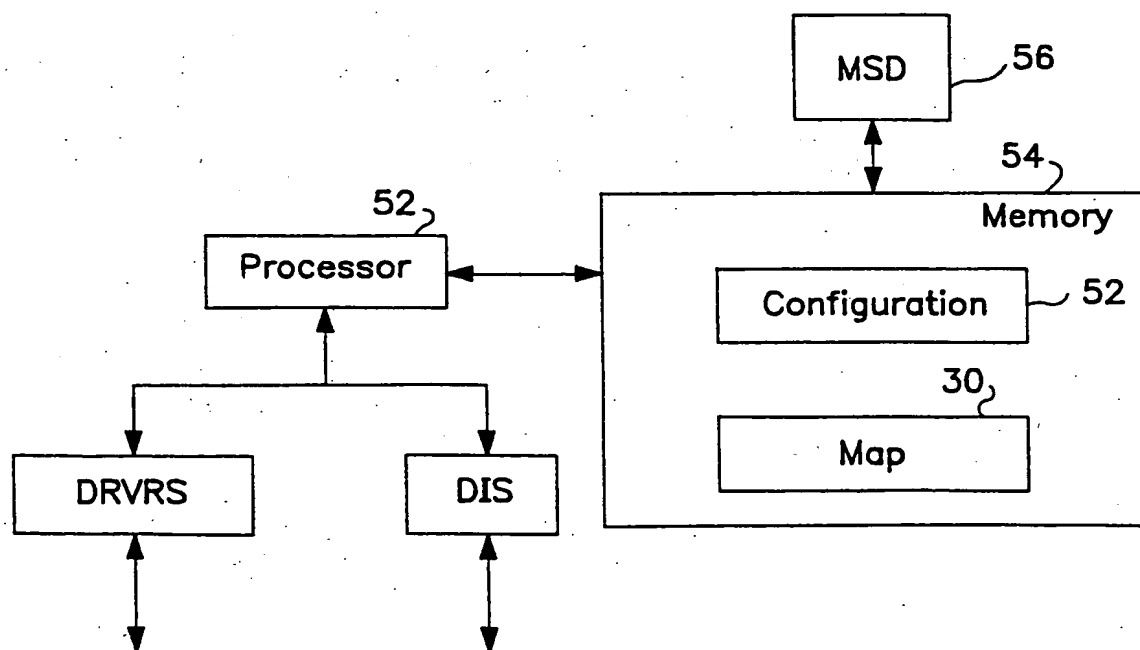 MSD
56
54
Memory
52
Processor
Configuration
52
30
Map
DRVRS
DIS